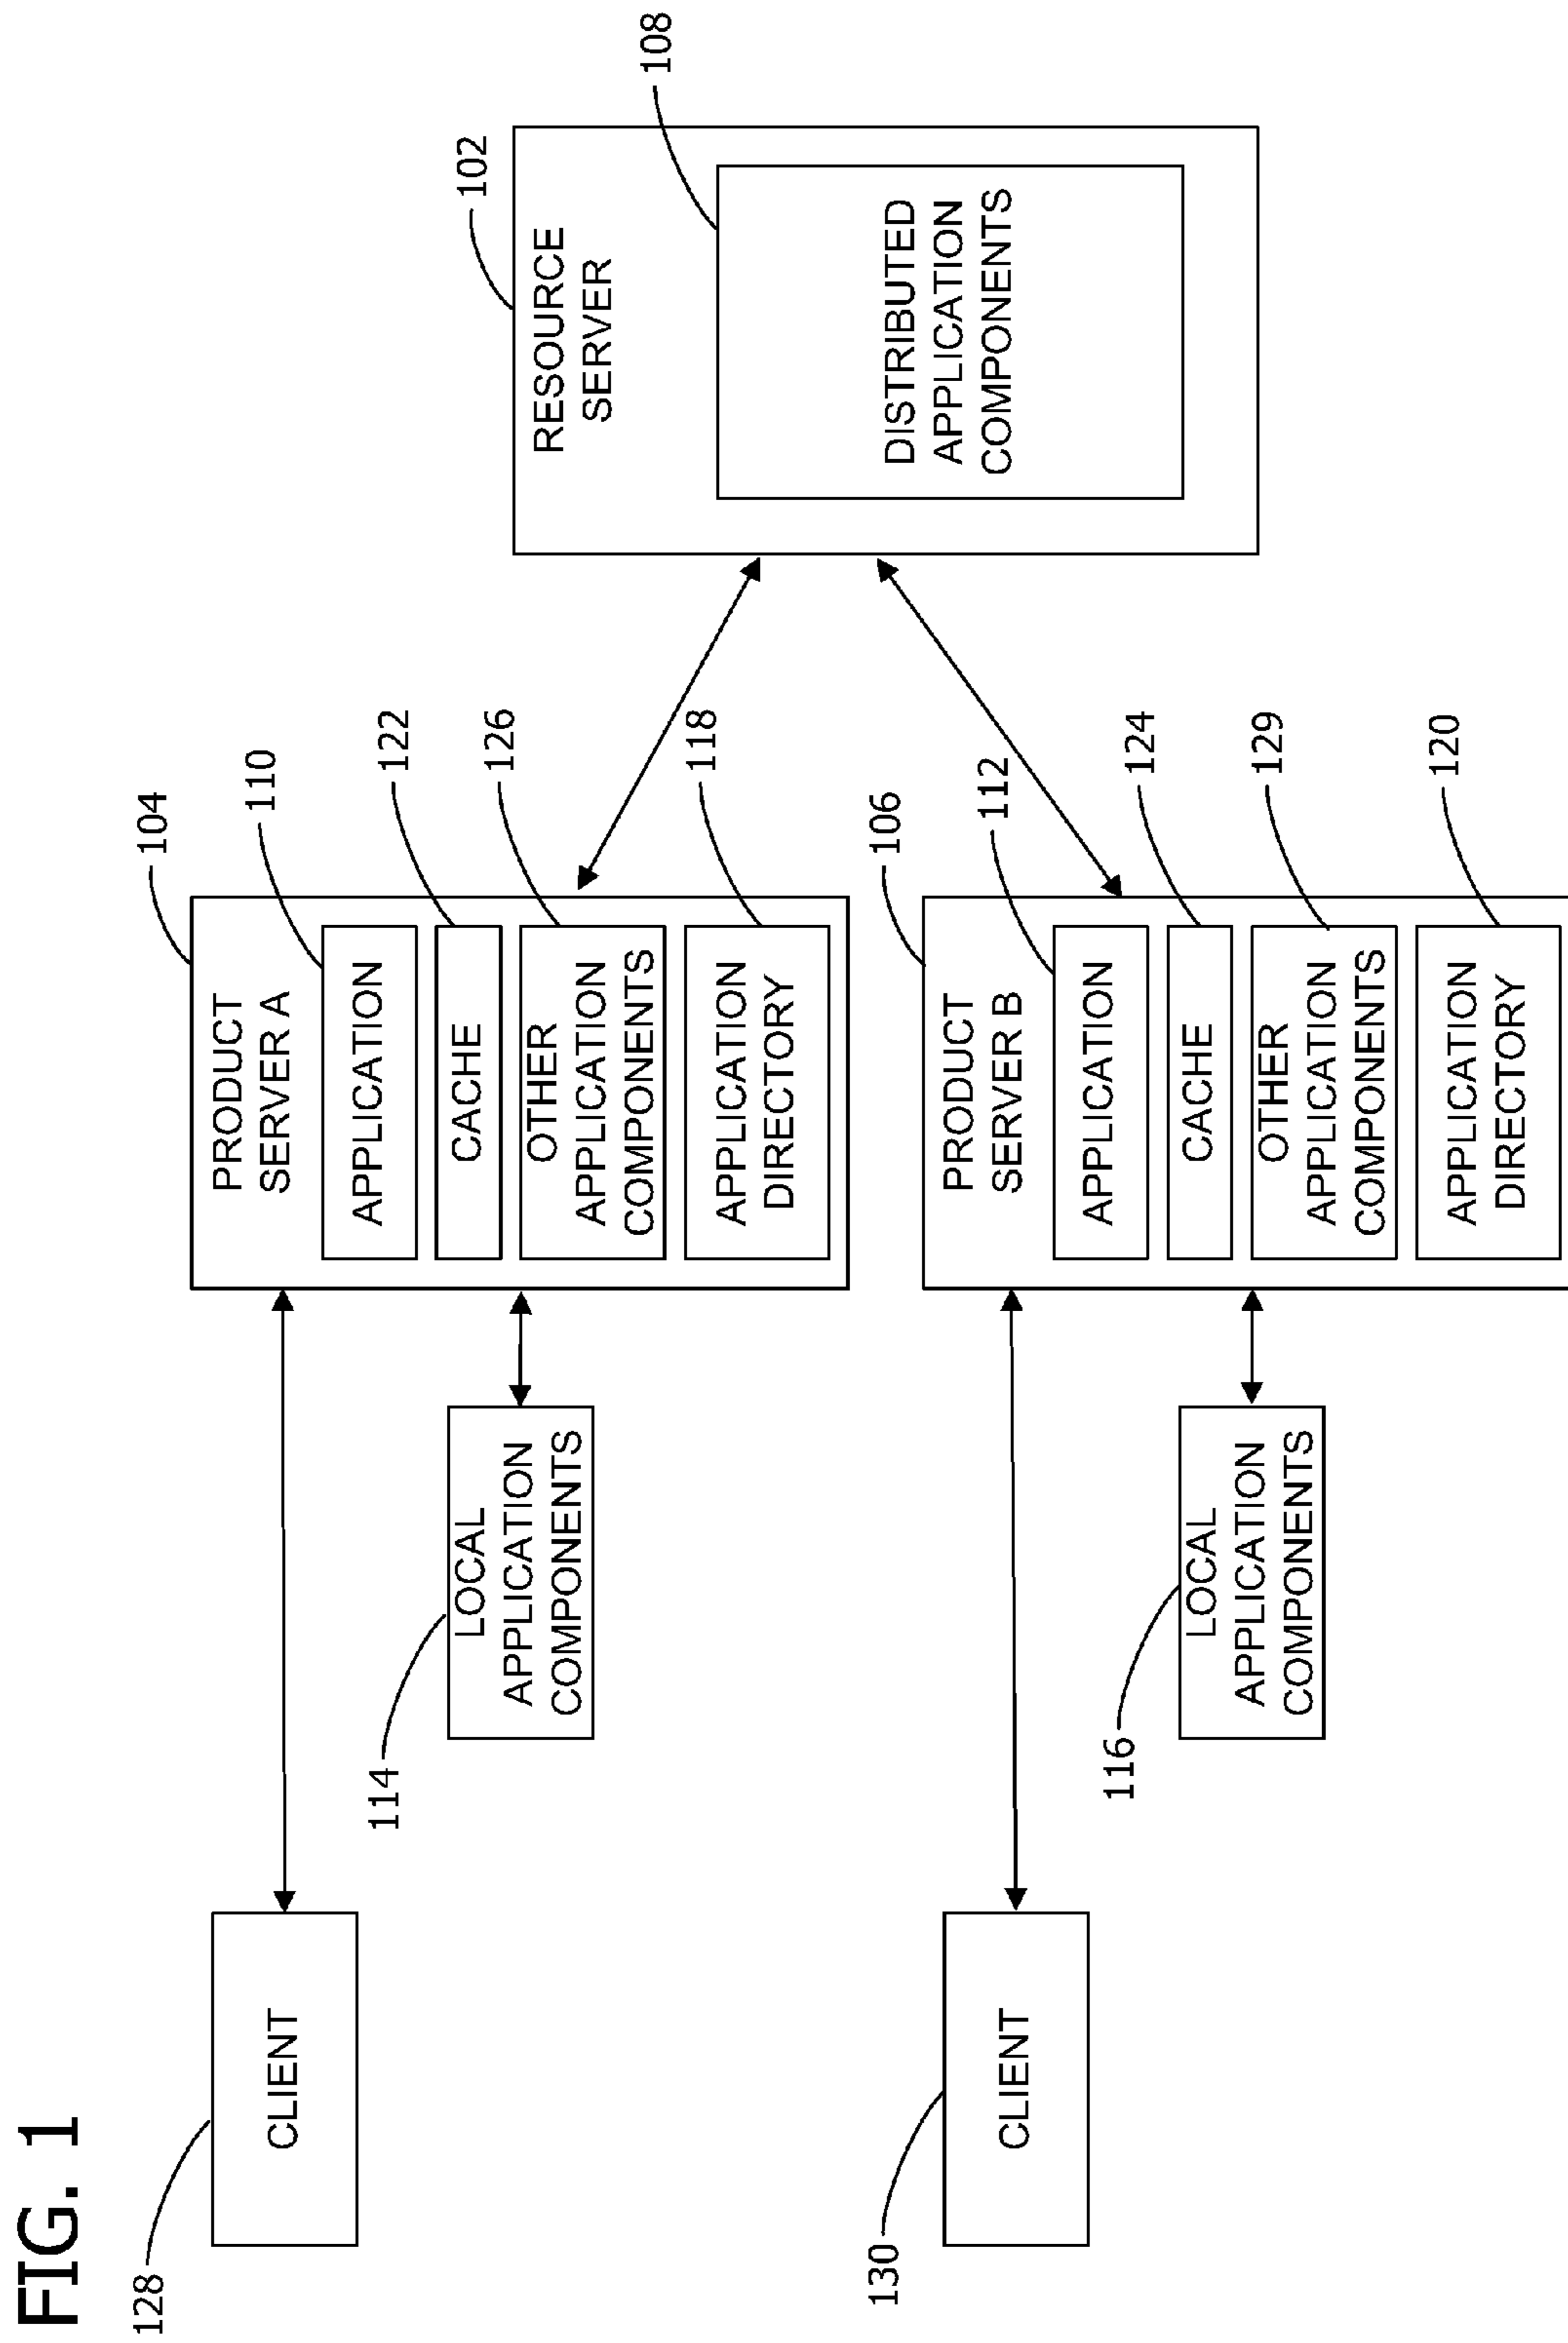 FIG. 1
128
CLIENT
114
LOCAL
APPLICATION
COMPONENTS
104
PRODUCT
SERVER A
110
APPLICATION
122
CACHE
126
OTHER
APPLICATION
COMPONENTS
118
APPLICATION
DIRECTORY
130
CLIENT
116
LOCAL
APPLICATION
COMPONENTS
106
PRODUCT
SERVER B
112
APPLICATION
124
CACHE
129
OTHER
APPLICATION
COMPONENTS
120
APPLICATION
DIRECTORY
102
RESOURCE
SERVER
108
DISTRIBUTED
APPLICATION
COMPONENTS